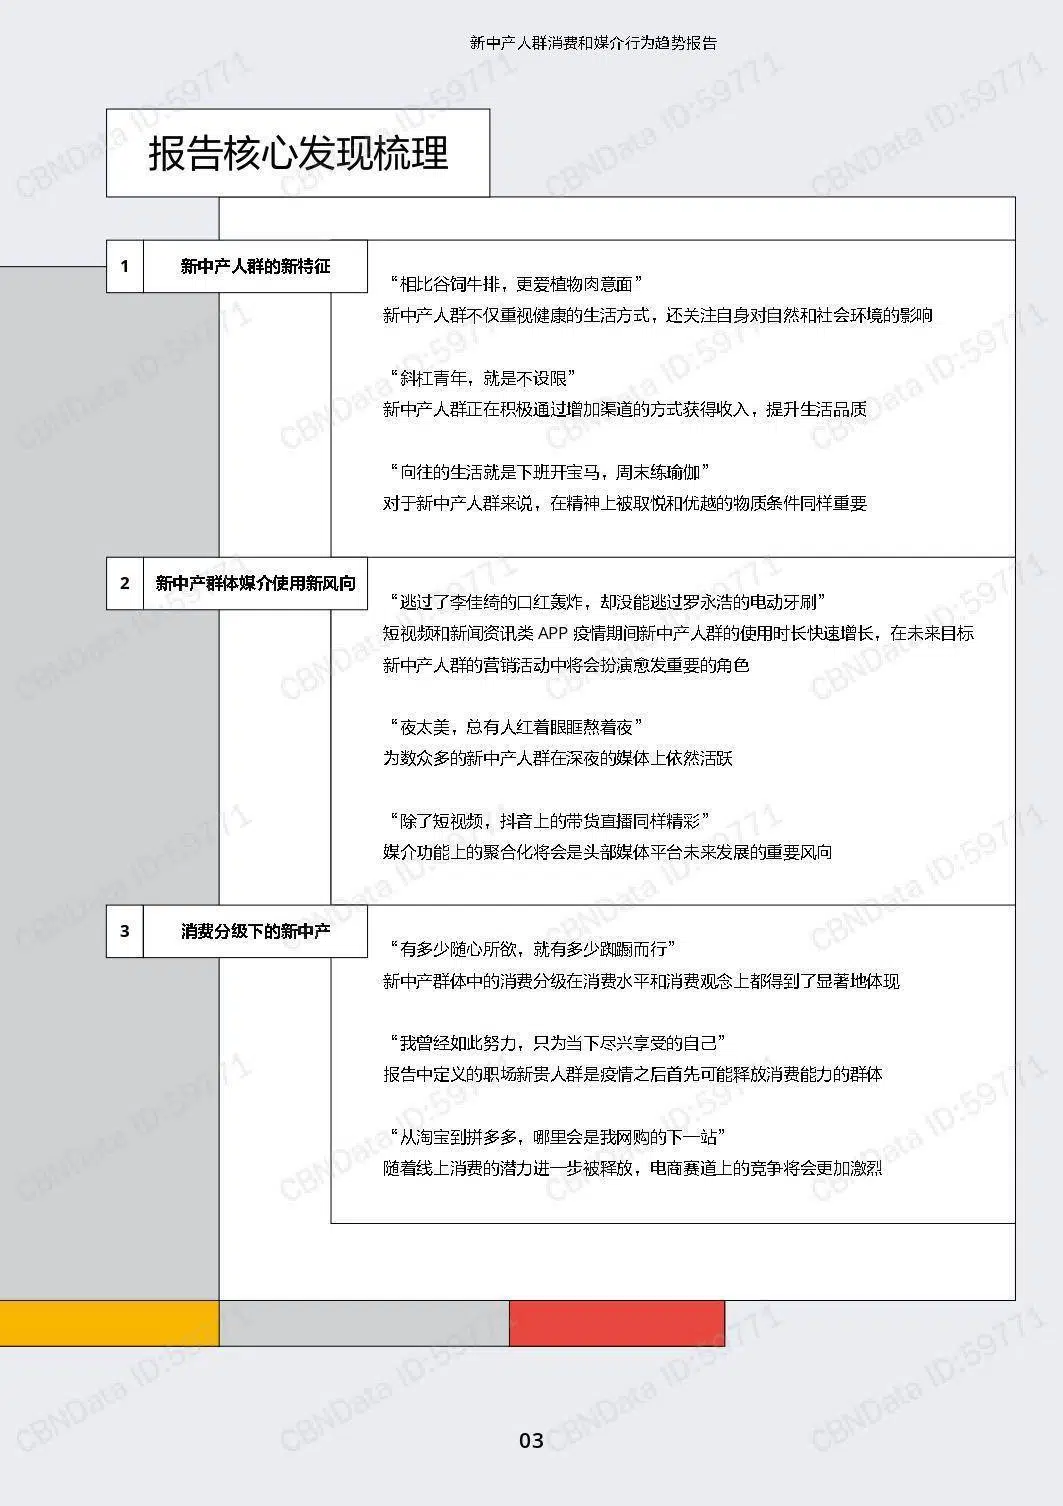 新中产人群消费和媒介行为趋势报告
报告核心发现梳理
1 新中产人群的新特征
“相比谷饲牛排，更爱植物肉意面”
新中产人群不仅重视健康的生活方式，还关注自身对自然和社会环境的影响
“斜杠青年，就是不设限”
新中产人群正在积极通过增加渠道的方式获得收入，提升生活品质
“向往的生活就是下班开宝马，周末练瑜伽”
对于新中产人群来说，在精神上被取悦和优越的物质条件同样重要
2 新中产群体媒介使用新风向
“逃过了李佳绮的口红轰炸，却没能逃过罗永浩的电动牙刷”
短视频和新闻资讯类 APP 疫情期间新中产人群的使用时长快速增长，在未来目标
新中产人群的营销活动中将会扮演愈发重要的角色
“夜太美，总有人红着眼眶熬着夜”
为数众多的新中产人群在深夜的媒体上依然活跃
“除了短视频，抖音上的带货直播同样精彩”
媒介功能上的聚合化将会是头部媒体平台未来发展的重要风向
3 消费分级下的新中产
“有多少随心所欲，就有多少踟蹰而行”
新中产群体中的消费分级在消费水平和消费观念上都得到了显著地体现
“我曾经如此努力，只为当下尽兴享受的自己”
报告中定义的职场新贵人群是疫情之后首先可能释放消费能力的群体
“从淘宝到拼多多，哪里会是我网购的下一站”
随着线上消费的潜力进一步被释放，电商赛道上的竞争将会更加激烈
03
CBNData ID:59771